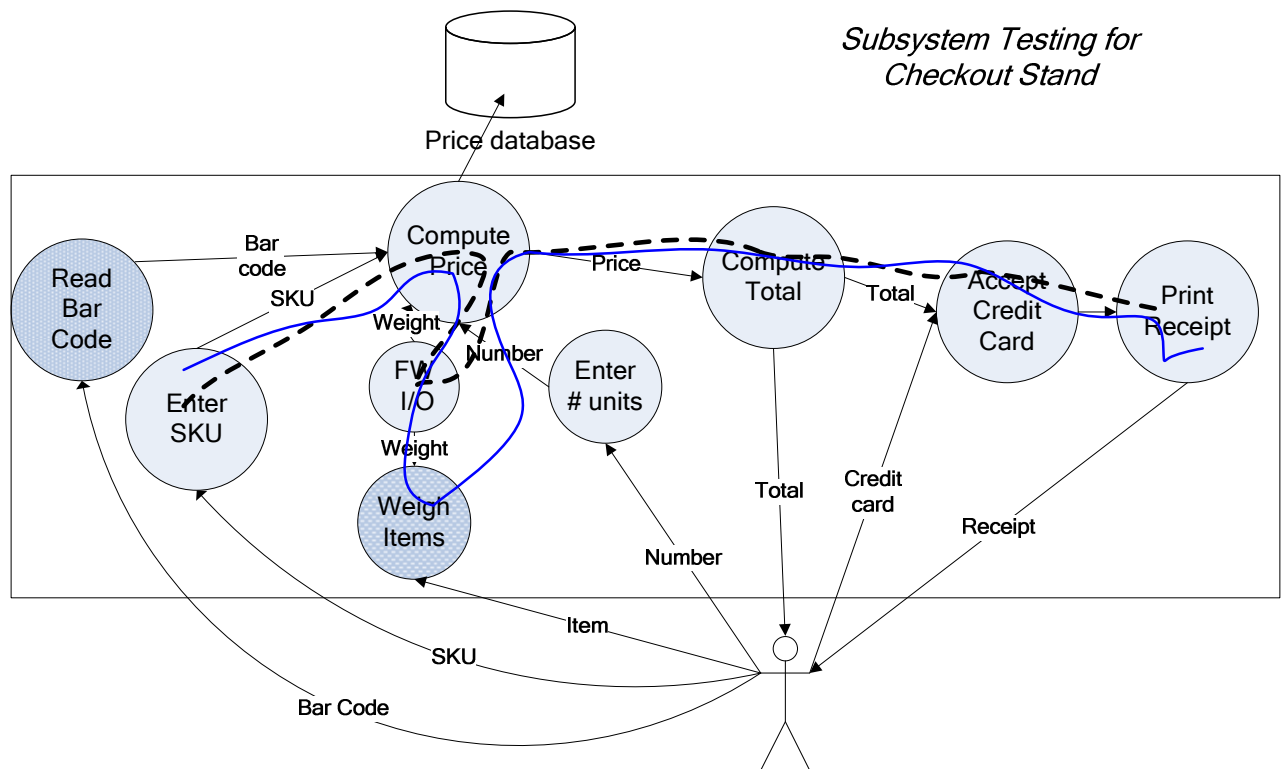 Subsystem Testing for
Checkout Stand
Price database
Read
Bar
Code
Bar
code
SKU
Enter
SKU
Compute
Price
Weight
FW
I/O
Weight
Weigh
Items
Number
Enter
# units
Price
Compute
Total
Total
Accept
Credit
Card
Print
Receipt
Total
Credit
card
Receipt
Number
Item
SKU
Bar Code